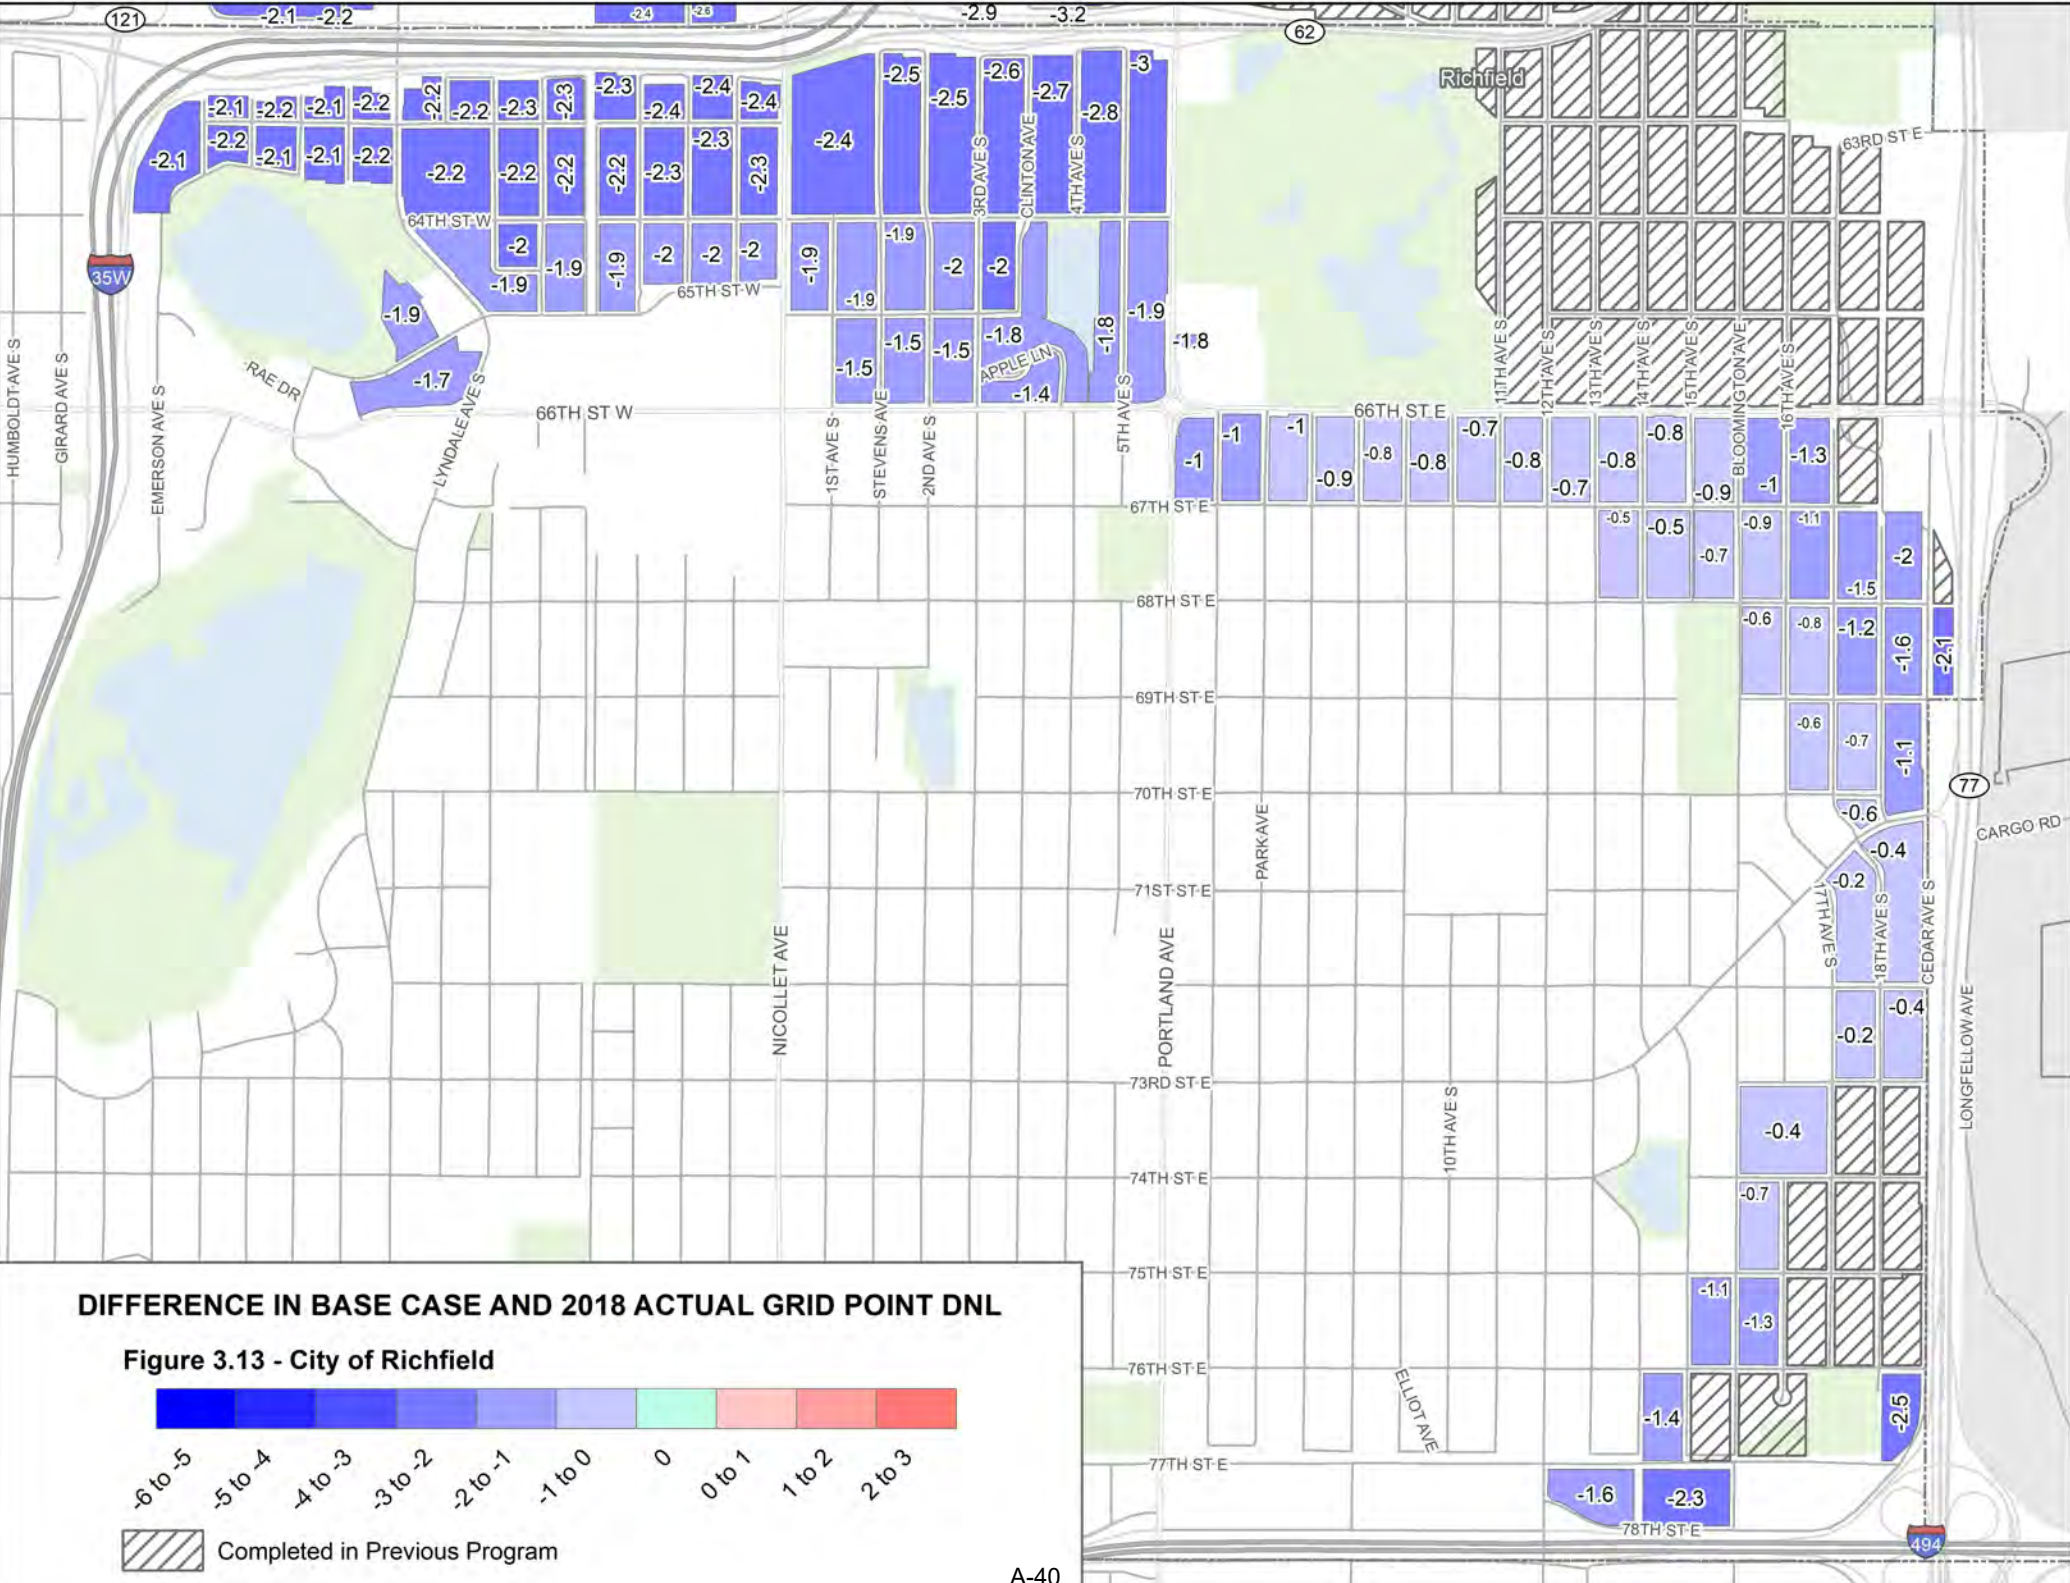 121
-2.1
-2.2
-2.4
-2.6
-2.9
-3.2
62
Richfield
-2.1
-2.2
-2.1
-2.2
-2.2
-2.2
-2.3
-2.3
-2.3
-2.4
-2.4
-2.4
-2.5
-2.5
-2.6
-2.7
-2.8
-3
-2.1
-2.2
-2.1
-2.1
-2.2
-2.2
-2.2
-2.2
-2.2
-2.3
-2.3
-2.3
-2.4
3RD AVE S
CLINTON AVE
4TH AVE S
63RD ST E
64TH ST W
-2
-1.9
-1.9
-1.9
-2
-2
-2
65TH ST W
-1.9
-1.9
-1.9
-2
-2
-1.9
-1.8
35W
-1.9
-1.7
RAE DR
-1.5
-1.5
-1.5
-1.8
APPLE LN
-1.4
-1.8
HUMBOLDT AVE S
GIRARD AVE S
EMERSON AVE S
LYNDALE AVE S
66TH ST W
1ST AVE S
STEVENS AVE
2ND AVE S
5TH AVE S
66TH ST E
11TH AVE S
12TH AVE S
13TH AVE S
14TH AVE S
15TH AVE S
BLOOMINGTON AVE
16TH AVE S
-1
-1
-1
-0.9
-0.8
-0.8
-0.7
-0.8
-0.7
-0.8
-0.8
-0.9
-1
-1.3
67TH ST E
-0.5
-0.5
-0.7
-0.9
-1.1
-1.5
-2
68TH ST E
-0.6
-0.8
-1.2
-1.6
-2.1
69TH ST E
-0.6
-0.7
-1.1
70TH ST E
77
CARGO RD
-0.6
-0.4
-0.2
PARK AVE
71ST ST E
17TH AVE S
18TH AVE S
CEDAR AVE S
NICOLLET AVE
PORTLAND AVE
LONGFELLOW AVE
-0.2
-0.4
73RD ST E
10TH AVE S
-0.4
74TH ST E
-0.7
75TH ST E
-1.1
-1.3
76TH ST E
ELLIOT AVE
-1.4
-2.5
77TH ST E
-1.6
-2.3
78TH ST E
494
DIFFERENCE IN BASE CASE AND 2018 ACTUAL GRID POINT DNL
Figure 3.13 - City of Richfield
-6 to -5
-5 to -4
-4 to -3
-3 to -2
-2 to -1
-1 to 0
0
0 to 1
1 to 2
2 to 3
Completed in Previous Program
A-40